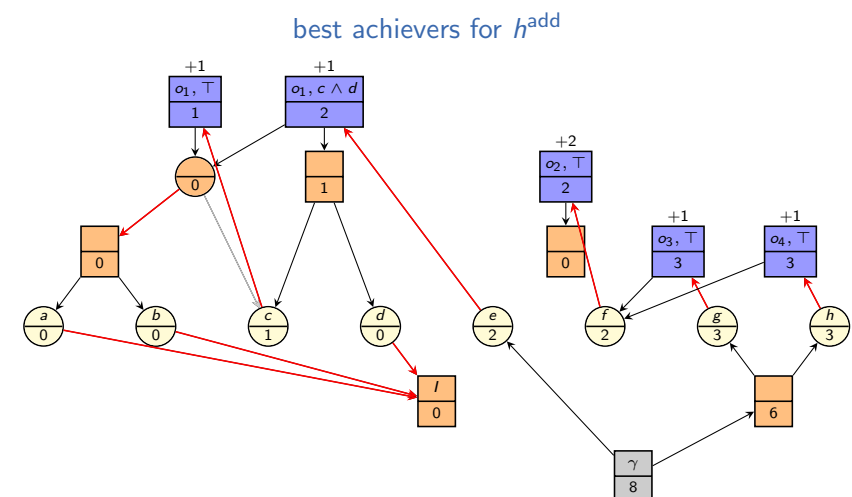 best achievers for h^add
+1 +1
o₁, ⊤ o₁, c ∧ d
1 2
+2
o₂, ⊤
0 1 2
+1 +1
o₃, ⊤ o₄, ⊤
0 0 3 3
a b c d e f g h
0 0 1 0 2 2 3 3
I
0 6
γ
8